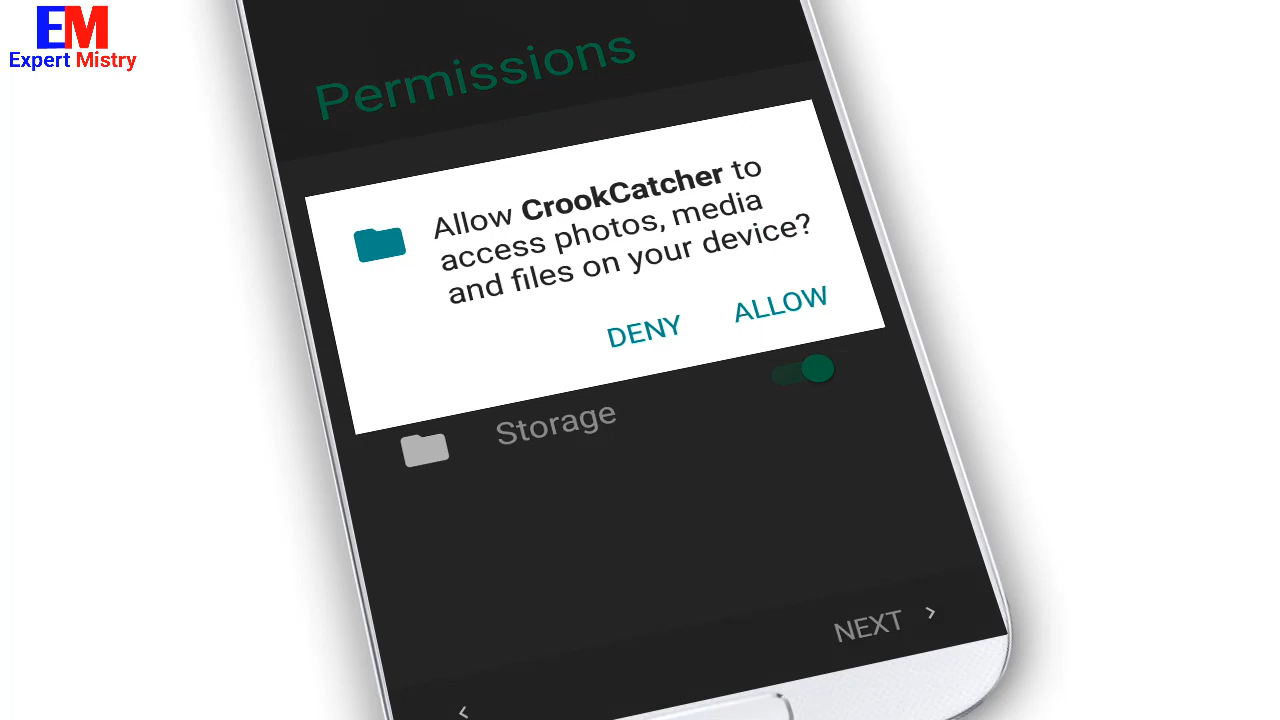 EM
Expert Mistry
Permissions
Allow CrookCatcher to
access photos, media
and files on your device?
DENY ALLOW
Storage
NEXT